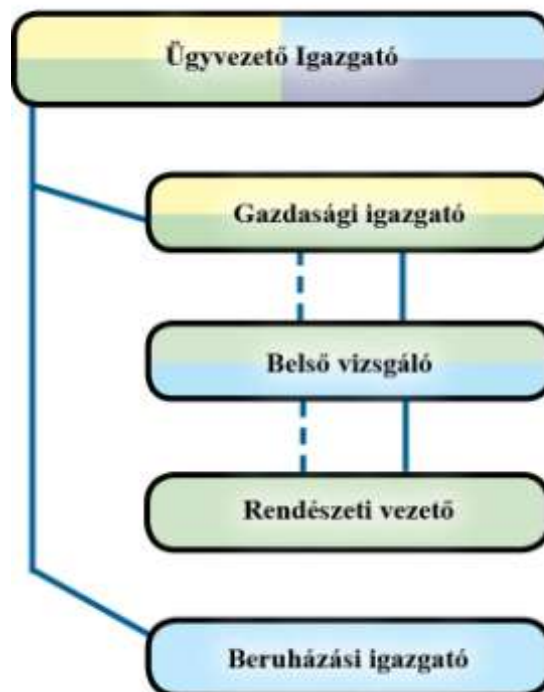 Ügyvezető Igazgató
Gazdasági igazgató
Belső vizsgáló
Rendészeti vezető
Beruházási igazgató